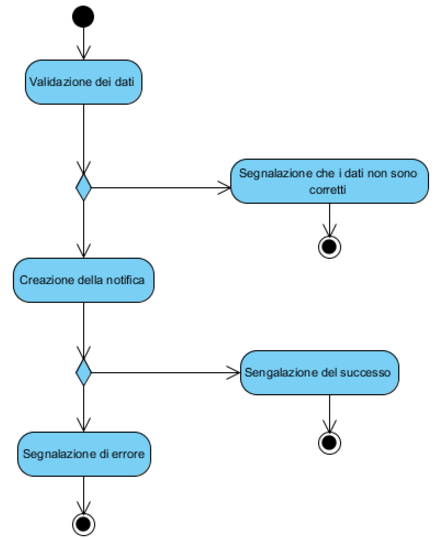 Validazione dei dati
Segnalazione che i dati non sono
corretti
Creazione della notifica
Sengalazione del successo
Segnalazione di errore